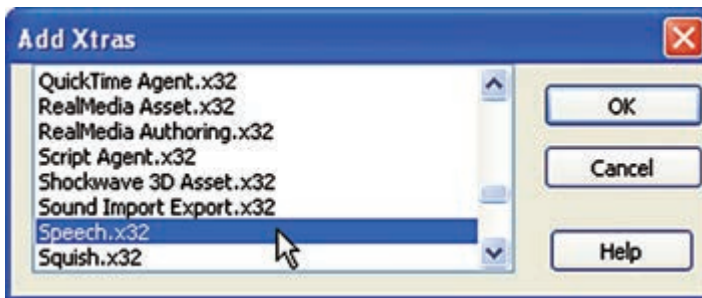 Add Xtras
QuickTime Agent.x32
RealMedia Asset.x32
RealMedia Authoring.x32
Script Agent.x32
Shockwave 3D Asset.x32
Sound Import Export.x32
Speech.x32
Squish.x32
OK
Cancel
Help